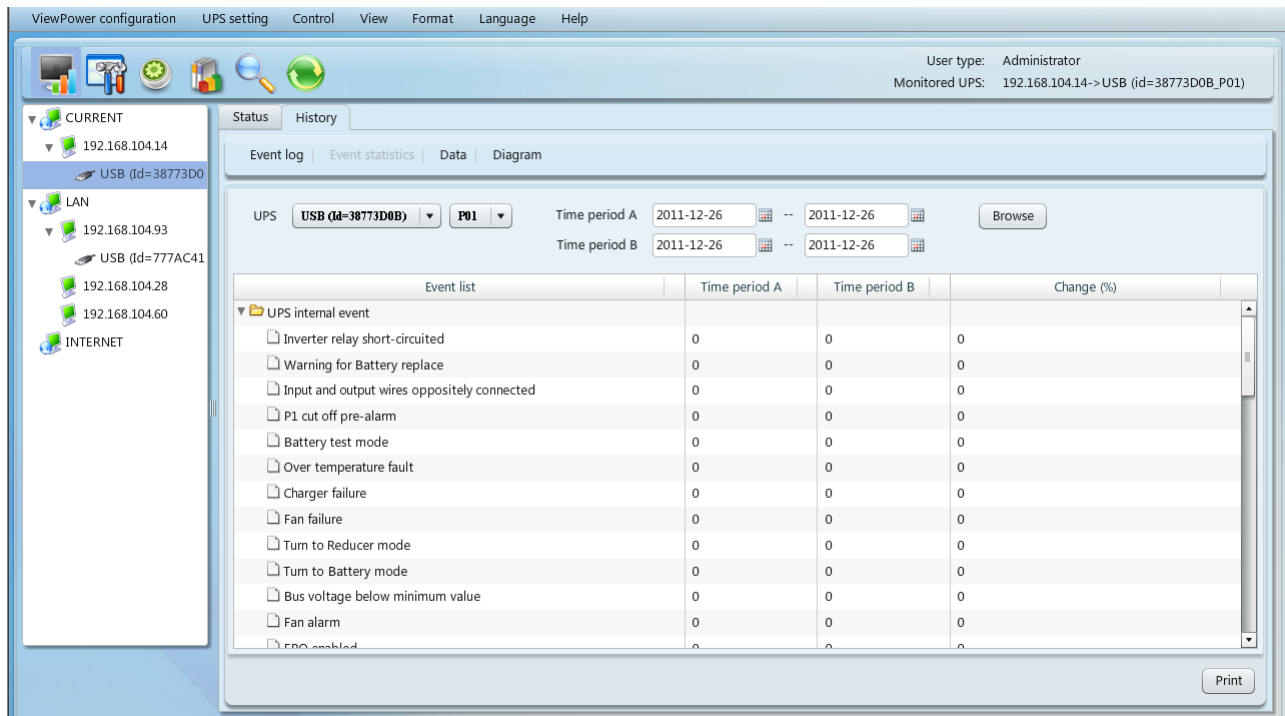 ViewPower configuration UPS setting Control View Format Language Help
User type: Administrator
Monitored UPS: 192.168.104.14->USB (id=38773D0B_P01)
CURRENT
192.168.104.14
USB (Id=38773D0
LAN
192.168.104.93
USB (Id=777AC41
192.168.104.28
192.168.104.60
INTERNET
Status History
Event log Event statistics Data Diagram
UPS USB (Id=38773D0B) P01 Time period A 2011-12-26 -- 2011-12-26 Browse
Time period B 2011-12-26 -- 2011-12-26
Event list Time period A Time period B Change (%)
UPS internal event
Inverter relay short-circuited 0 0 0
Warning for Battery replace 0 0 0
Input and output wires oppositely connected 0 0 0
P1 cut off pre-alarm 0 0 0
Battery test mode 0 0 0
Over temperature fault 0 0 0
Charger failure 0 0 0
Fan failure 0 0 0
Turn to Reducer mode 0 0 0
Turn to Battery mode 0 0 0
Bus voltage below minimum value 0 0 0
Fan alarm 0 0 0
EPO enabled 0 0 0
Print